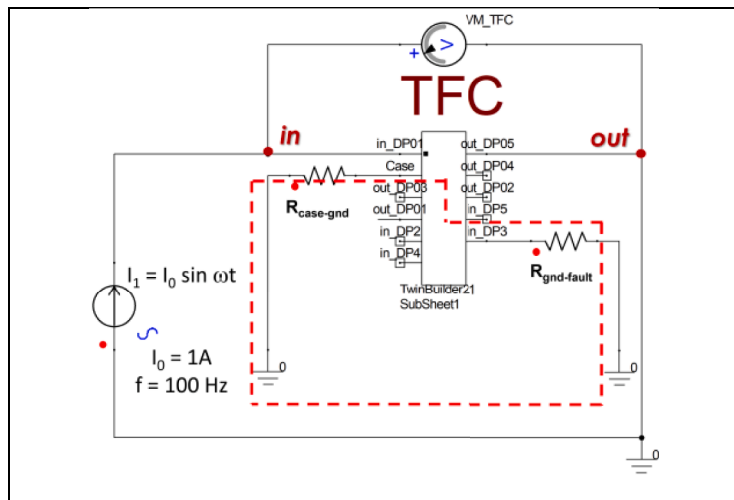 VM_TFC
+
V
TFC
in
out
in_DP01
out_DP05
Case
out_DP04
out_DP03
out_DP02
out_DP01
in_DP5
in_DP2
in_DP3
in_DP4
Rcase-gnd
Rgnd-fault
TwinBuilder21
SubSheet1
I1 = I0 sin ωt
I0 = 1A
f = 100 Hz
0
0
0